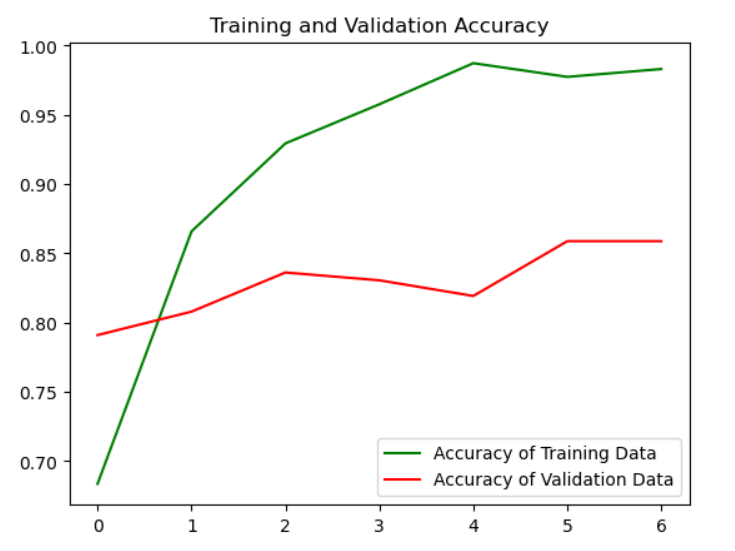 Training and Validation Accuracy
1.00
0.95
0.90
0.85
0.80
0.75
0.70
Accuracy of Training Data
Accuracy of Validation Data
0 1 2 3 4 5 6